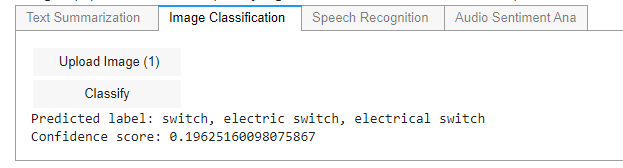 Text Summarization Image Classification Speech Recognition Audio Sentiment Ana
Upload Image (1)
Classify
Predicted label: switch, electric switch, electrical switch
Confidence score: 0.19625160098075867